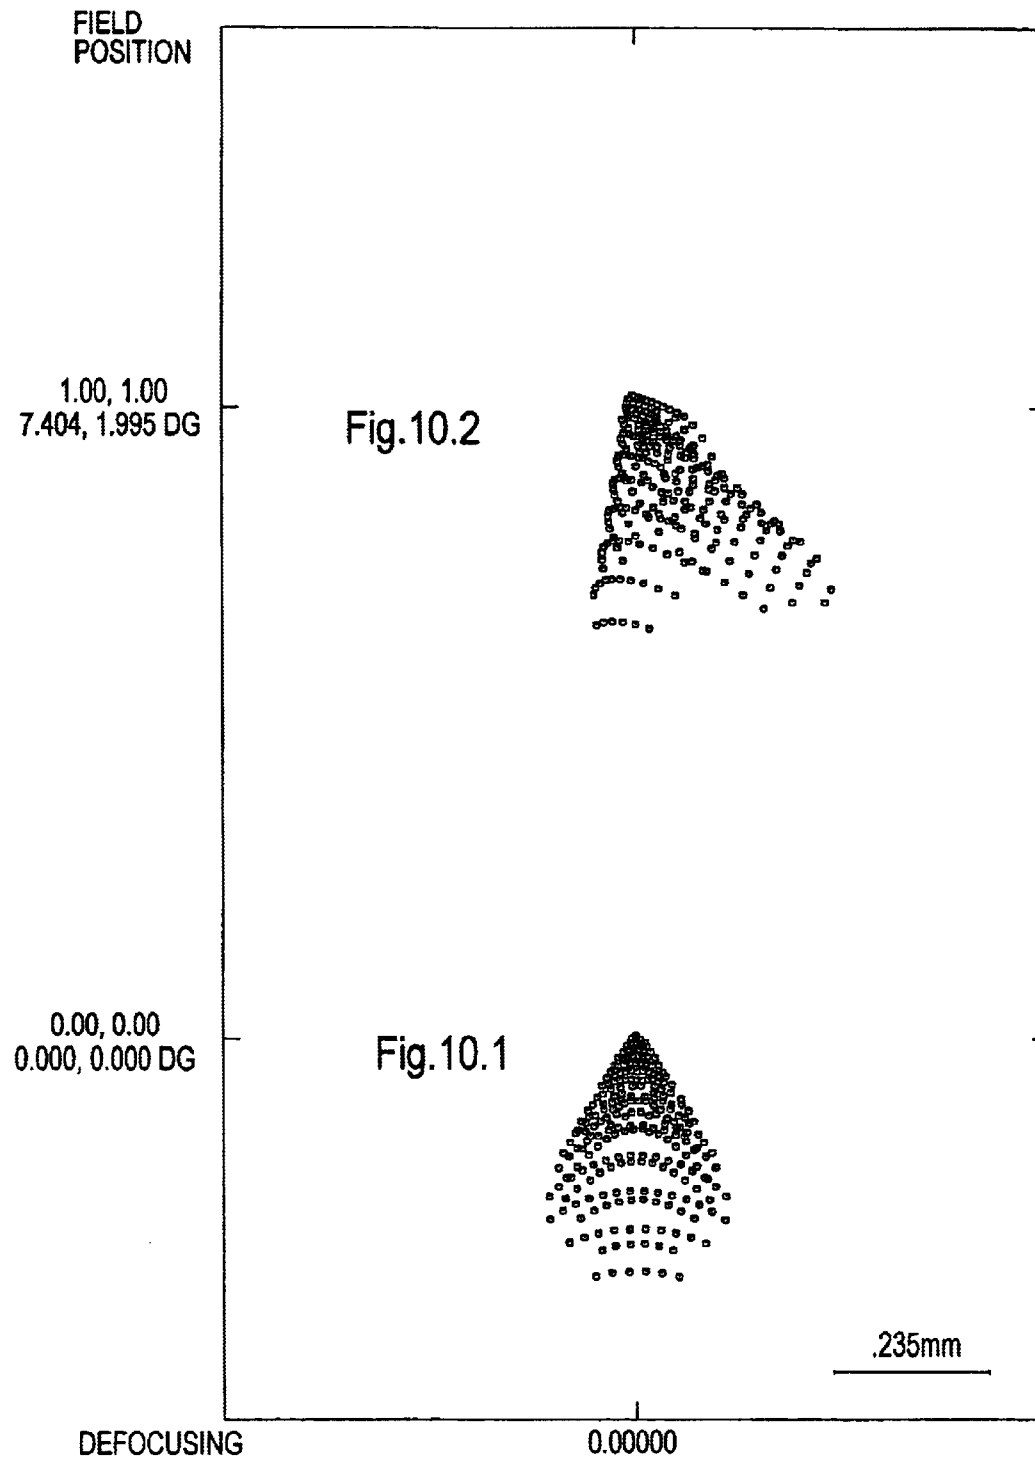 FIELD
POSITION
1.00, 1.00
7.404, 1.995 DG
Fig.10.2
0.00, 0.00
0.000, 0.000 DG
Fig.10.1
.235mm
DEFOCUSING
0.00000